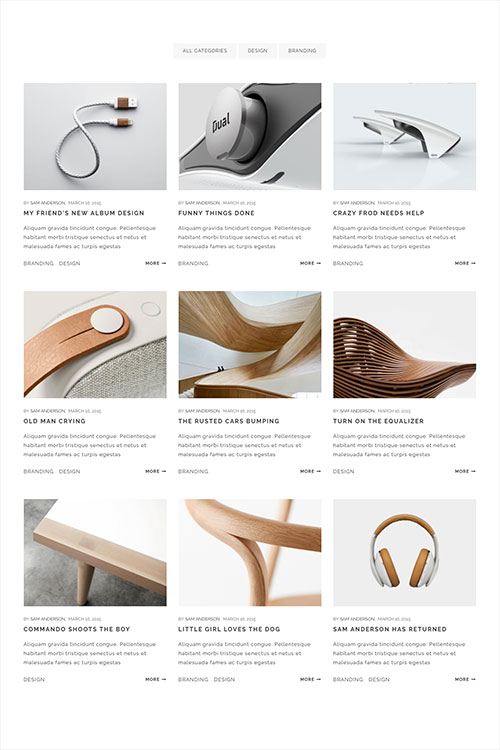 ALL CATEGORIES DESIGN BRANDING
Dual
BY SAM ANDERSON, MARCH 16, 2015
MY FRIEND'S NEW ALBUM DESIGN
Aliquam gravida tincidunt congue. Pellentesque
habitant morbi tristique senectus et netus et
malesuada fames ac turpis egestas
BRANDING DESIGN MORE →
BY SAM ANDERSON, MARCH 16, 2015
FUNNY THINGS DONE
Aliquam gravida tincidunt congue. Pellentesque
habitant morbi tristique senectus et netus et
malesuada fames ac turpis egestas
BRANDING MORE →
BY SAM ANDERSON, MARCH 16, 2015
CRAZY FROD NEEDS HELP
Aliquam gravida tincidunt congue. Pellentesque
habitant morbi tristique senectus et netus et
malesuada fames ac turpis egestas
BRANDING MORE →
BY SAM ANDERSON, MARCH 16, 2015
OLD MAN CRYING
Aliquam gravida tincidunt congue. Pellentesque
habitant morbi tristique senectus et netus et
malesuada fames ac turpis egestas
BRANDING DESIGN MORE →
BY SAM ANDERSON, MARCH 16, 2015
THE RUSTED CARS BUMPING
Aliquam gravida tincidunt congue. Pellentesque
habitant morbi tristique senectus et netus et
malesuada fames ac turpis egestas
BRANDING MORE →
BY SAM ANDERSON, MARCH 16, 2015
TURN ON THE EQUALIZER
Aliquam gravida tincidunt congue. Pellentesque
habitant morbi tristique senectus et netus et
malesuada fames ac turpis egestas
DESIGN MORE →
BY SAM ANDERSON, MARCH 16, 2015
COMMANDO SHOOTS THE BOY
Aliquam gravida tincidunt congue. Pellentesque
habitant morbi tristique senectus et netus et
malesuada fames ac turpis egestas
DESIGN MORE →
BY SAM ANDERSON, MARCH 16, 2015
LITTLE GIRL LOVES THE DOG
Aliquam gravida tincidunt congue. Pellentesque
habitant morbi tristique senectus et netus et
malesuada fames ac turpis egestas
BRANDING DESIGN MORE →
BY SAM ANDERSON, MARCH 16, 2015
SAM ANDERSON HAS RETURNED
Aliquam gravida tincidunt congue. Pellentesque
habitant morbi tristique senectus et netus et
malesuada fames ac turpis egestas
BRANDING DESIGN MORE →